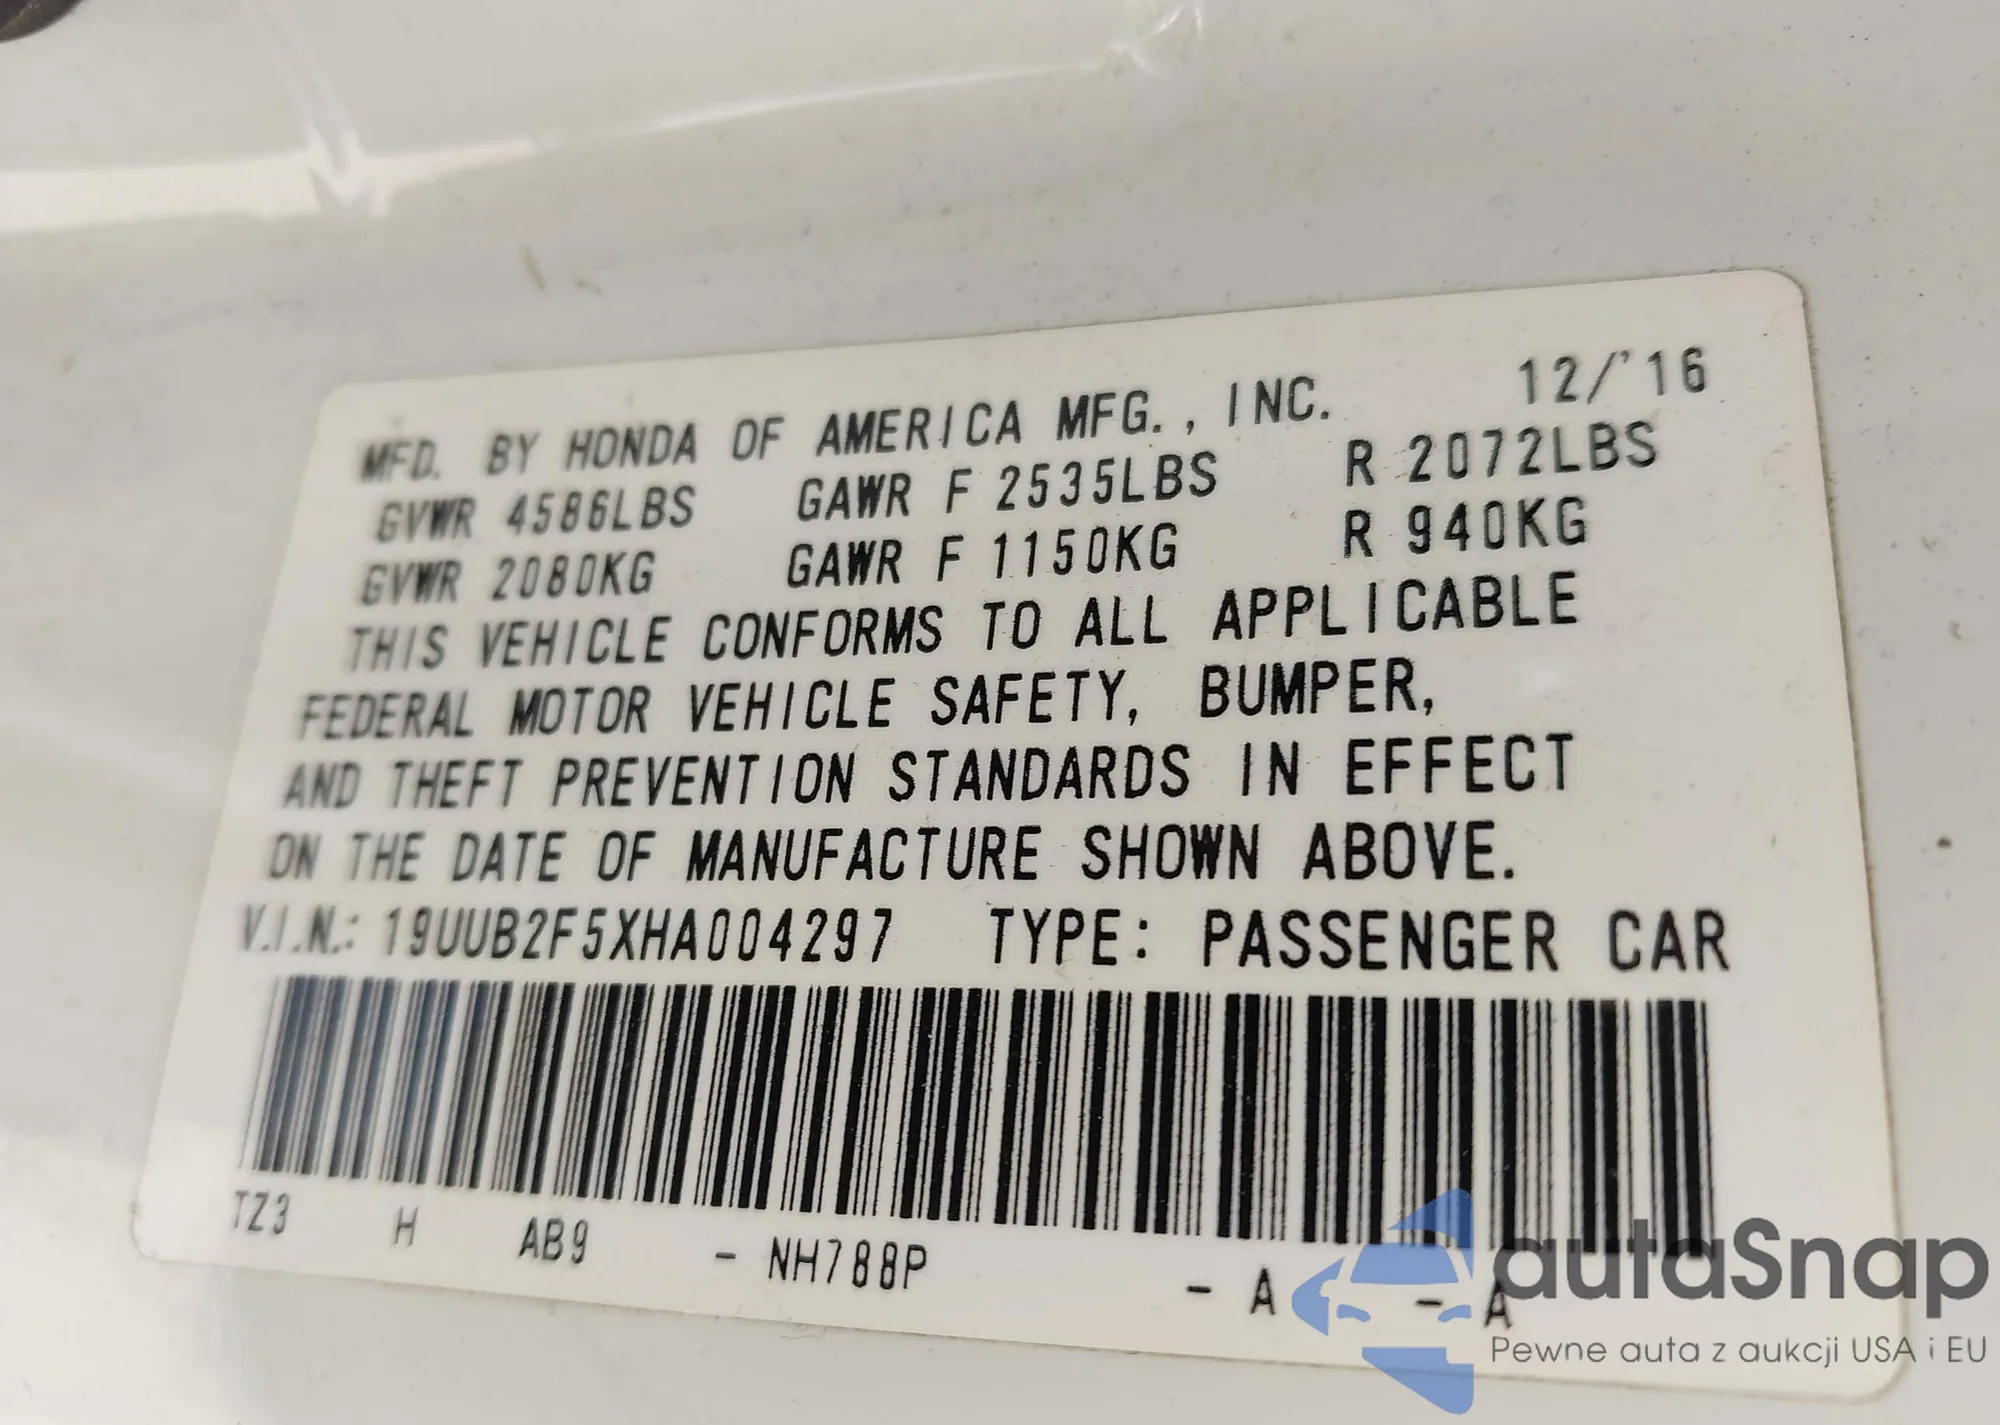 MFD. BY HONDA OF AMERICA MFG., INC. 12/'16
GVWR 4586LBS GAWR F 2535LBS R 2072LBS
GVWR 2080KG GAWR F 1150KG R 940KG
THIS VEHICLE CONFORMS TO ALL APPLICABLE
FEDERAL MOTOR VEHICLE SAFETY, BUMPER,
AND THEFT PREVENTION STANDARDS IN EFFECT
ON THE DATE OF MANUFACTURE SHOWN ABOVE.
V.I.N.: 19UUB2F5XHA004297 TYPE: PASSENGER CAR
TZ3 H AB9 - NH788P - A - A
autaSnap
Pewne auta z aukcji USA i EU